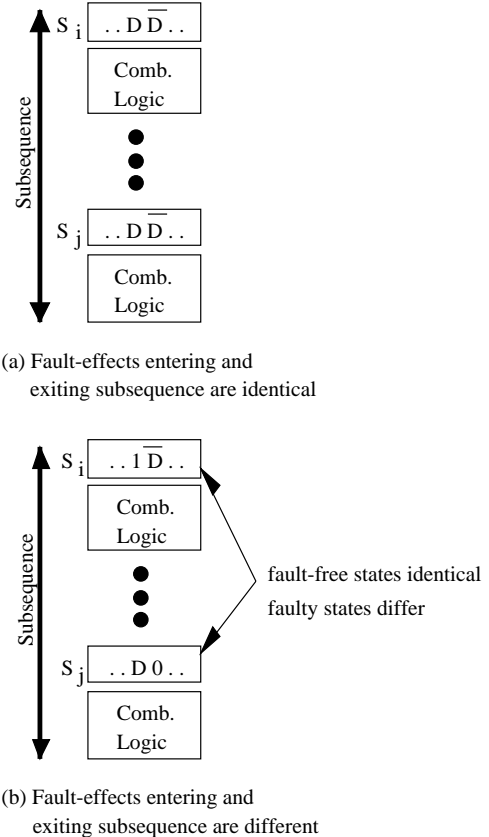 S i . . D D̅ . .
Comb.
Logic
Subsequence
S j . . D D̅ . .
Comb.
Logic
(a) Fault-effects entering and
exiting subsequence are identical
S i . . 1 D̅ . .
Comb.
Logic
Subsequence
fault-free states identical
faulty states differ
S j . . D 0 . .
Comb.
Logic
(b) Fault-effects entering and
exiting subsequence are different